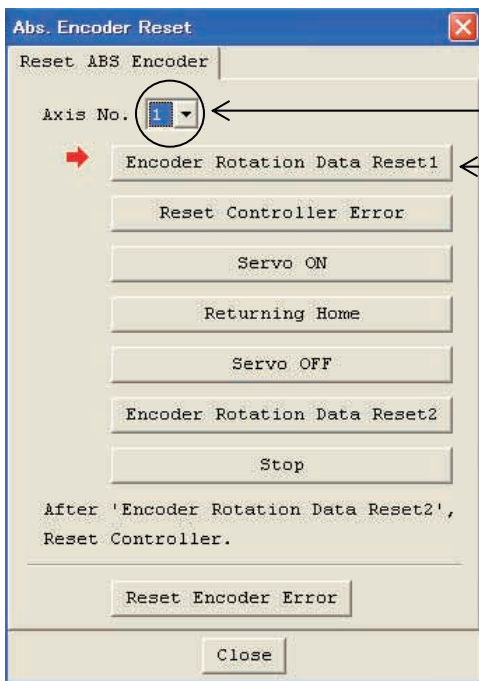 Abs. Encoder Reset
Reset ABS Encoder
Axis No. 1
Encoder Rotation Data Reset1
Reset Controller Error
Servo ON
Returning Home
Servo OFF
Encoder Rotation Data Reset2
Stop
After 'Encoder Rotation Data Reset2',
Reset Controller.
Reset Encoder Error
Close